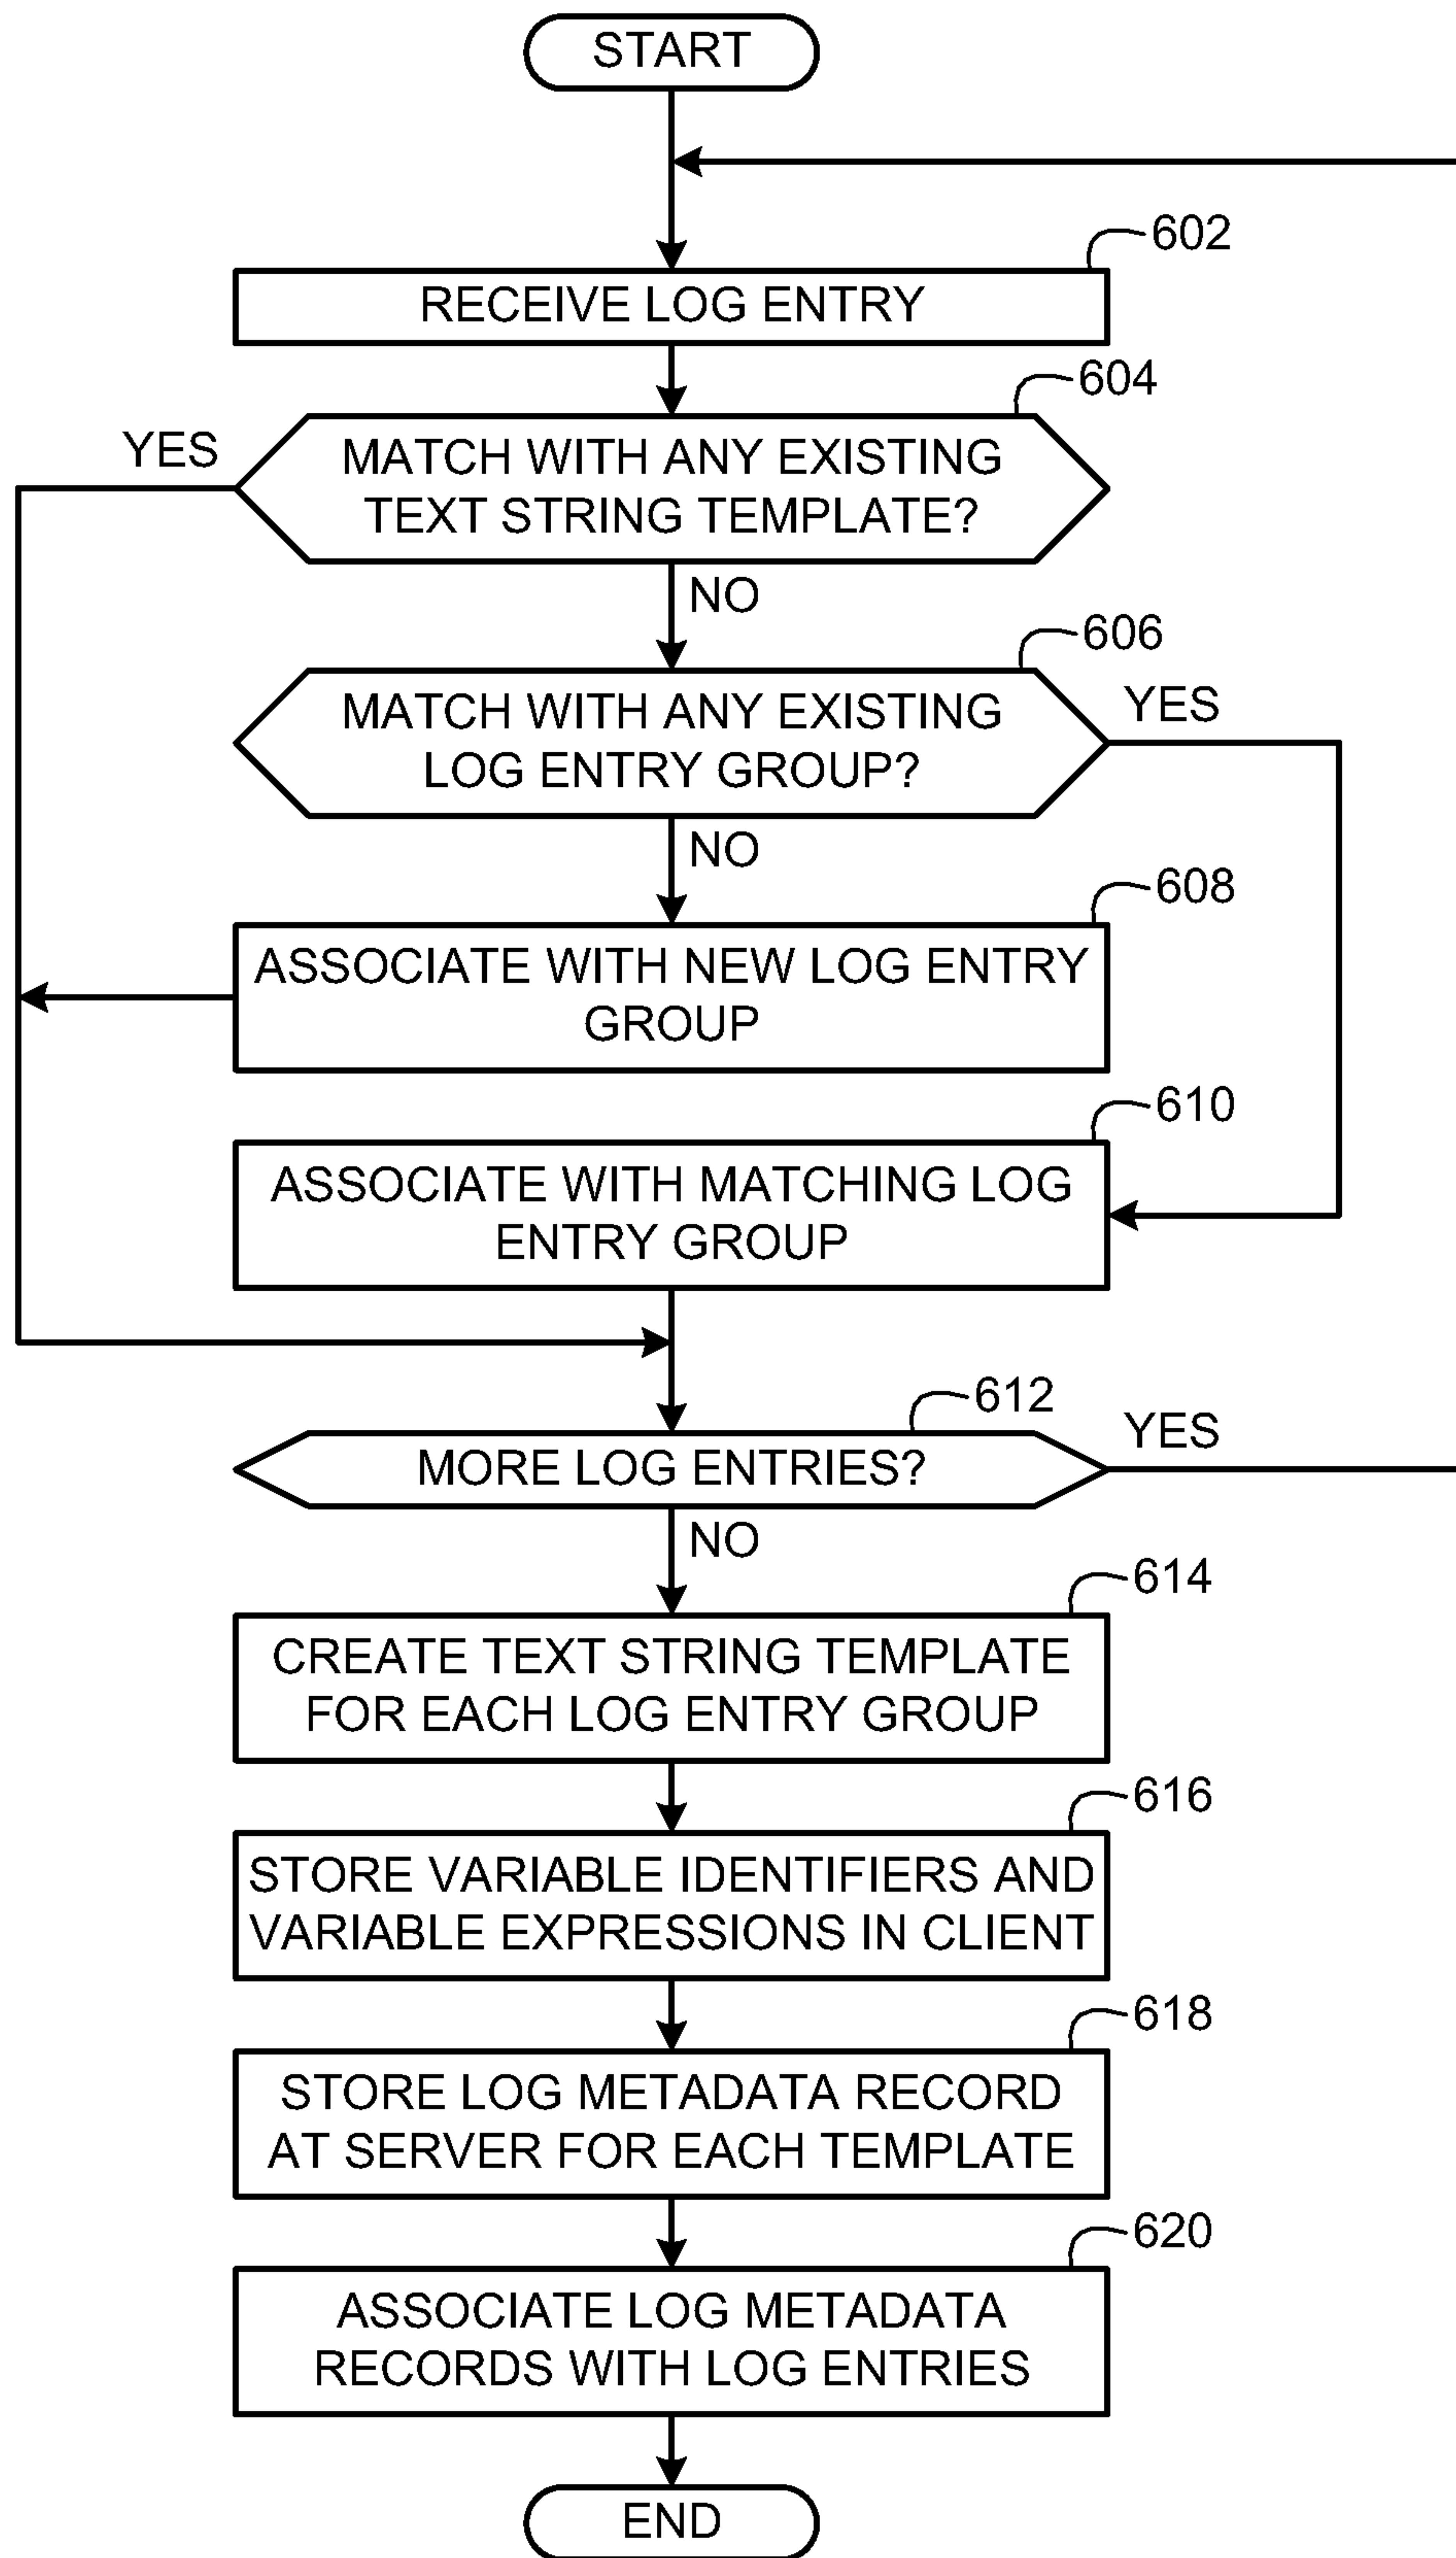 START
602
RECEIVE LOG ENTRY
604
YES
MATCH WITH ANY EXISTING
TEXT STRING TEMPLATE?
NO
606
MATCH WITH ANY EXISTING
LOG ENTRY GROUP?
YES
NO
608
ASSOCIATE WITH NEW LOG ENTRY
GROUP
610
ASSOCIATE WITH MATCHING LOG
ENTRY GROUP
612
MORE LOG ENTRIES?
YES
NO
614
CREATE TEXT STRING TEMPLATE
FOR EACH LOG ENTRY GROUP
616
STORE VARIABLE IDENTIFIERS AND
VARIABLE EXPRESSIONS IN CLIENT
618
STORE LOG METADATA RECORD
AT SERVER FOR EACH TEMPLATE
620
ASSOCIATE LOG METADATA
RECORDS WITH LOG ENTRIES
END